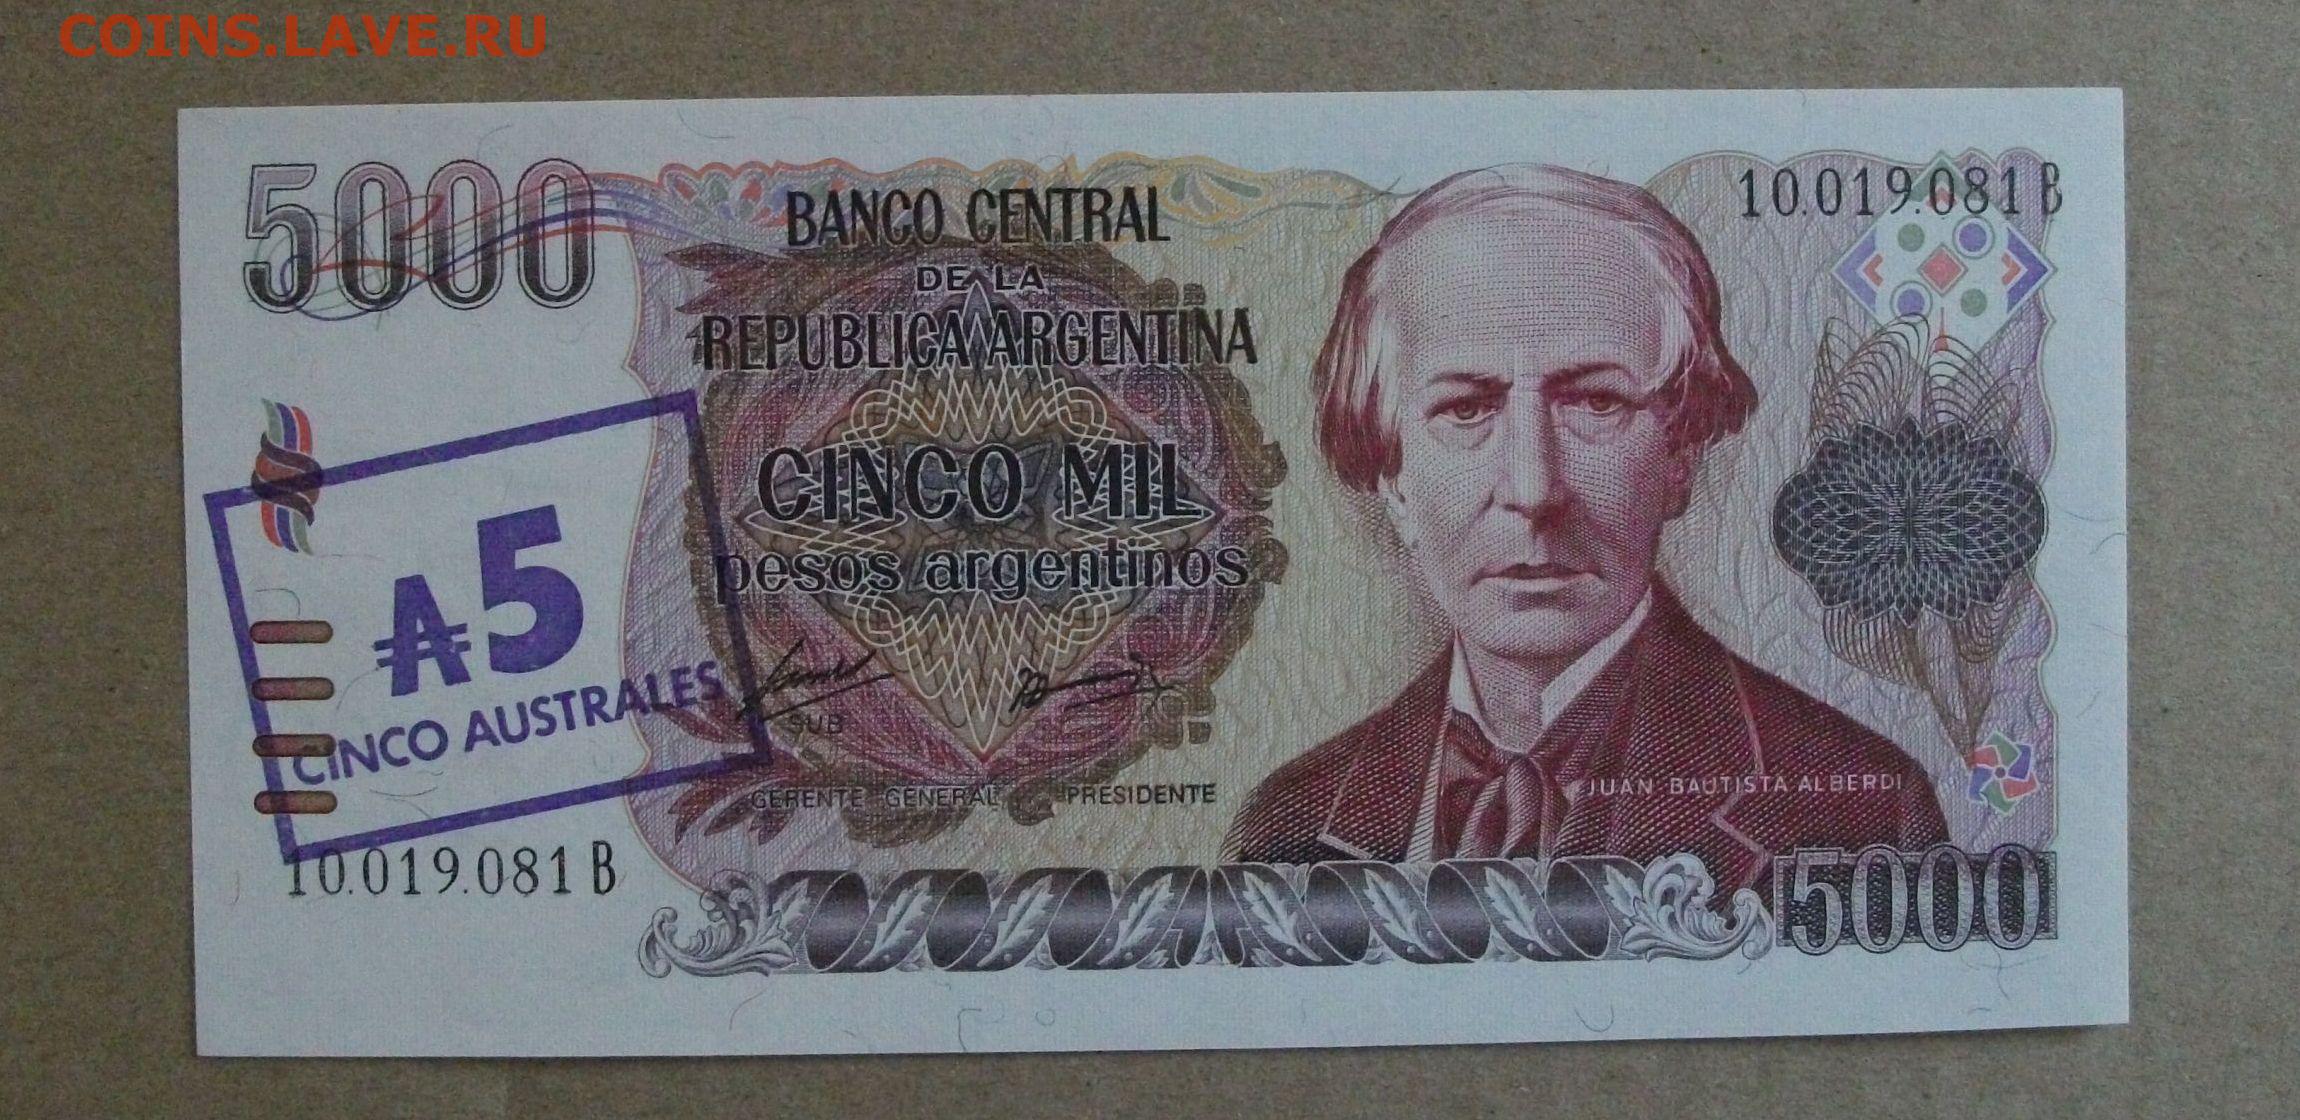 COINS.LAVE.RU
5000
BANCO CENTRAL
DE LA
REPUBLICA ARGENTINA
10.019.081 B
CINCO MIL
pesos argentinos
₳5
CINCO AUSTRALES
SUB
GERENTE GENERAL PRESIDENTE
JUAN BAUTISTA ALBERDI
10.019.081 B
5000